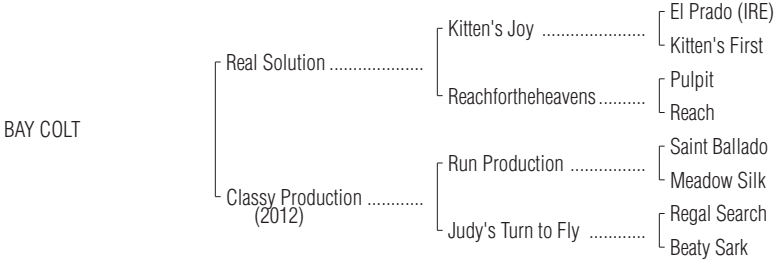 El Prado (IRE)
Kitten's Joy ......................
Kitten's First
Real Solution ....................
Pulpit
Reachfortheheavens ..........
Reach
BAY COLT
Saint Ballado
Run Production ................
Meadow Silk
Classy Production ............
(2012)
Regal Search
Judy's Turn to Fly ............
Beaty Sark